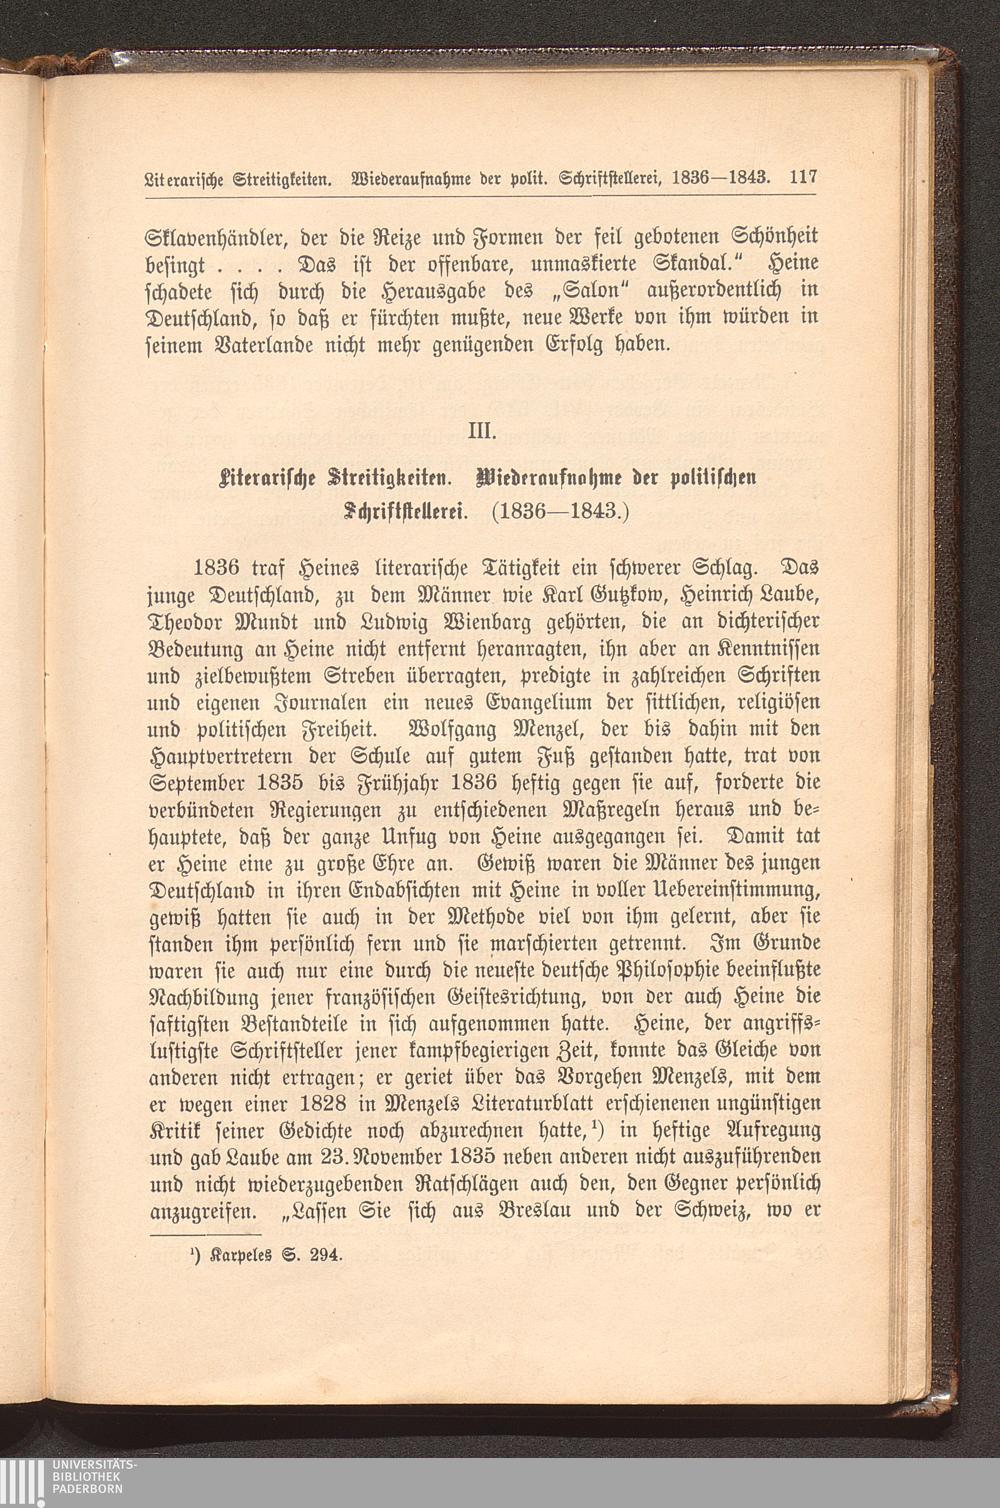 Literarische Streitigkeiten. Wiederaufnahme der polit. Schriftstellerei, 1836—1843. 117
Sklavenhändler, der die Reize und Formen der feil gebotenen Schönheit
besingt . . . . Das ist der offenbare, unmaskierte Skandal.“ Heine
schadete sich durch die Herausgabe des „Salon“ außerordentlich in
Deutschland, so daß er fürchten mußte, neue Werke von ihm würden in
seinem Vaterlande nicht mehr genügenden Erfolg haben.
III.
Literarische Streitigkeiten. Wiederaufnahme der politischen
Schriftstellerei. (1836—1843.)
1836 traf Heines literarische Tätigkeit ein schwerer Schlag. Das
junge Deutschland, zu dem Männer wie Karl Gutzkow, Heinrich Laube,
Theodor Mundt und Ludwig Wienbarg gehörten, die an dichterischer
Bedeutung an Heine nicht entfernt heranragten, ihn aber an Kenntnissen
und zielbewußtem Streben überragten, predigte in zahlreichen Schriften
und eigenen Journalen ein neues Evangelium der sittlichen, religiösen
und politischen Freiheit. Wolfgang Menzel, der bis dahin mit den
Hauptvertretern der Schule auf gutem Fuß gestanden hatte, trat von
September 1835 bis Frühjahr 1836 heftig gegen sie auf, forderte die
verbündeten Regierungen zu entschiedenen Maßregeln heraus und be-
hauptete, daß der ganze Unfug von Heine ausgegangen sei. Damit tat
er Heine eine zu große Ehre an. Gewiß waren die Männer des jungen
Deutschland in ihren Endabsichten mit Heine in voller Uebereinstimmung,
gewiß hatten sie auch in der Methode viel von ihm gelernt, aber sie
standen ihm persönlich fern und sie marschierten getrennt. Im Grunde
waren sie auch nur eine durch die neueste deutsche Philosophie beeinflußte
Nachbildung jener französischen Geistesrichtung, von der auch Heine die
saftigsten Bestandteile in sich aufgenommen hatte. Heine, der angriffs-
lustigste Schriftsteller jener kampfbegierigen Zeit, konnte das Gleiche von
anderen nicht ertragen; er geriet über das Vorgehen Menzels, mit dem
er wegen einer 1828 in Menzels Literaturblatt erschienenen ungünstigen
Kritik seiner Gedichte noch abzurechnen hatte,¹) in heftige Aufregung
und gab Laube am 23. November 1835 neben anderen nicht auszuführenden
und nicht wiederzugebenden Ratschlägen auch den, den Gegner persönlich
anzugreifen. „Lassen Sie sich aus Breslau und der Schweiz, wo er
¹) Karpeles S. 294.
UNIVERSITÄTS-
BIBLIOTHEK
PADERBORN